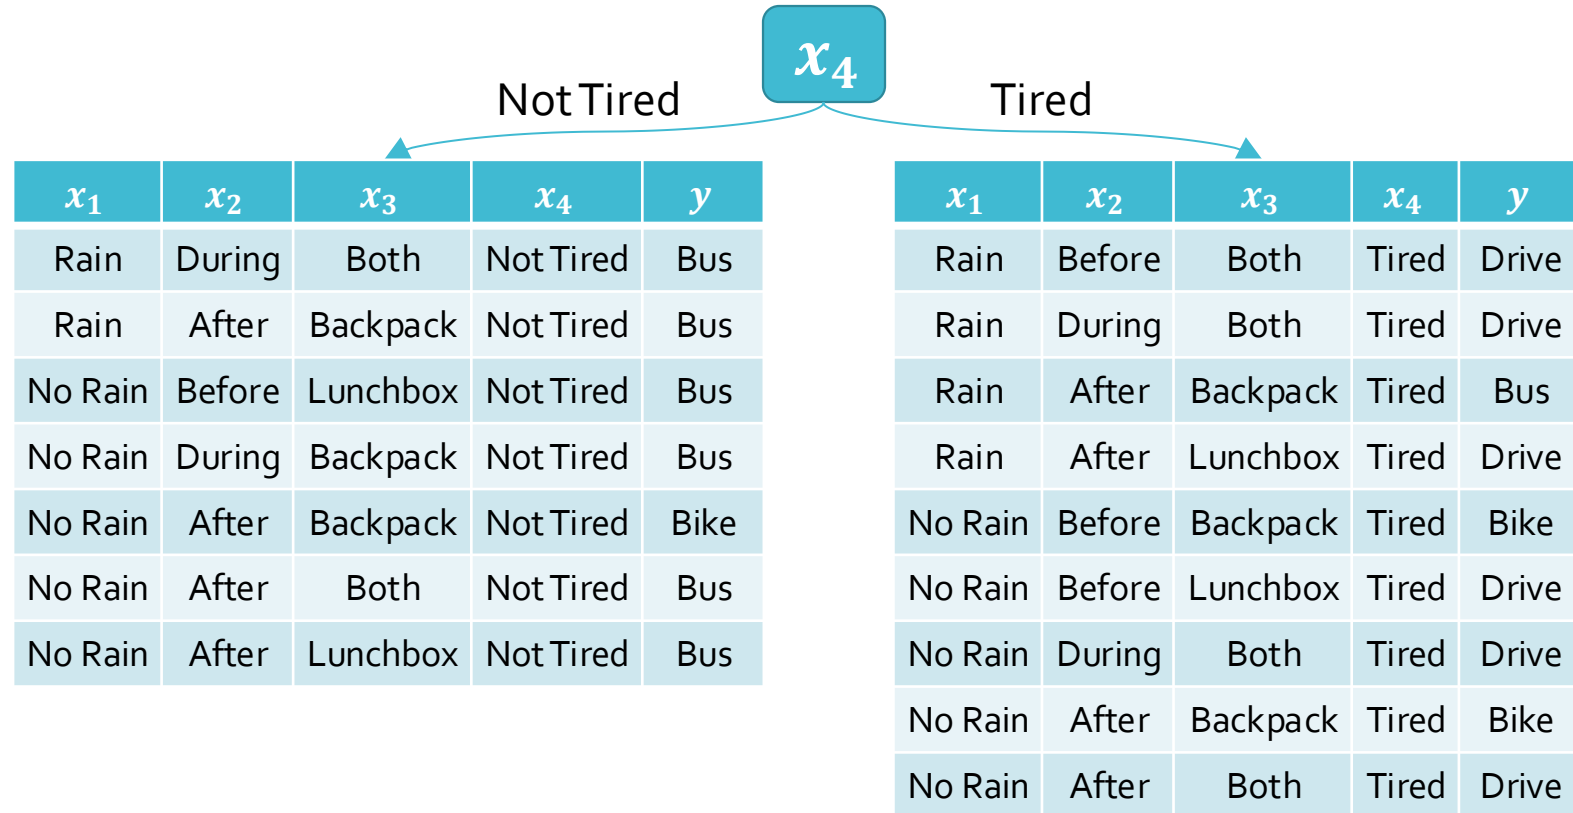 x₄
Not Tired
Tired
x₁ x₂ x₃ x₄ y
Rain During Both Not Tired Bus
Rain After Backpack Not Tired Bus
No Rain Before Lunchbox Not Tired Bus
No Rain During Backpack Not Tired Bus
No Rain After Backpack Not Tired Bike
No Rain After Both Not Tired Bus
No Rain After Lunchbox Not Tired Bus
x₁ x₂ x₃ x₄ y
Rain Before Both Tired Drive
Rain During Both Tired Drive
Rain After Backpack Tired Bus
Rain After Lunchbox Tired Drive
No Rain Before Backpack Tired Bike
No Rain Before Lunchbox Tired Drive
No Rain During Both Tired Drive
No Rain After Backpack Tired Bike
No Rain After Both Tired Drive